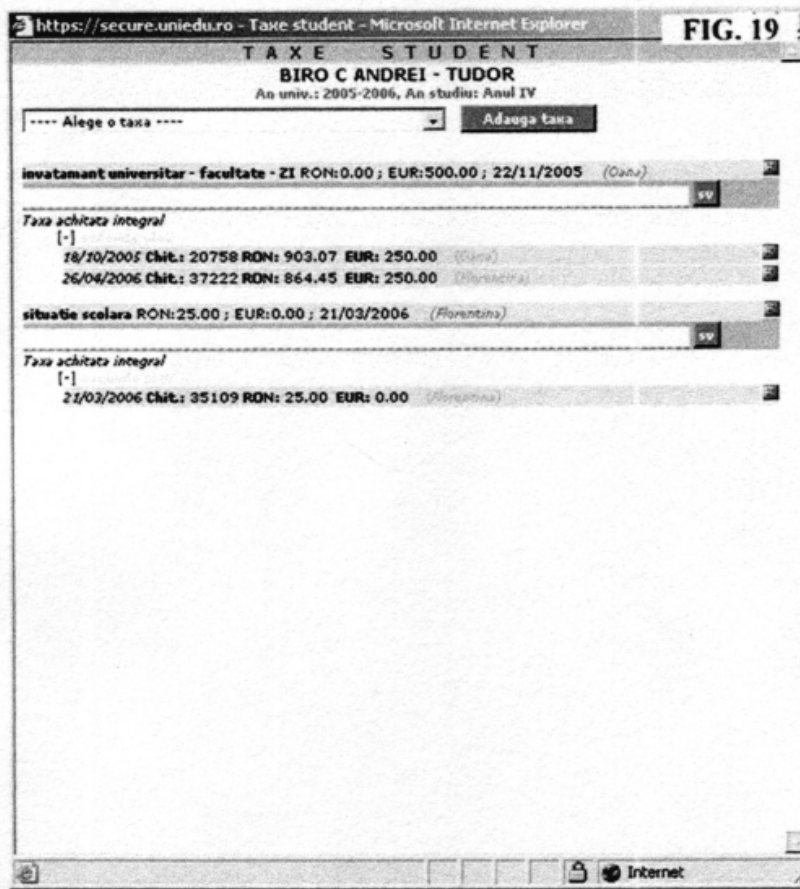 https://secure.uniedu.ro - Taxe student - Microsoft Internet Explorer
FIG. 19
TAXE STUDENT
BIRO C ANDREI - TUDOR
An univ.: 2005-2006, An studiu: Anul IV
---- Alege o taxa ---- Adauga taxa
invatamant universitar - facultate - ZI RON:0.00 ; EUR:500.00 ; 22/11/2005 (Oana)
sv
Taxa achitata integral
[-]
18/10/2005 Chit.: 20758 RON: 903.07 EUR: 250.00 (Oana)
26/04/2006 Chit.: 37222 RON: 864.45 EUR: 250.00 (Florentina)
situatie scolara RON:25.00 ; EUR:0.00 ; 21/03/2006 (Florentina)
sv
Taxa achitata integral
[-]
21/03/2006 Chit.: 35109 RON: 25.00 EUR: 0.00 (Florentina)
Internet